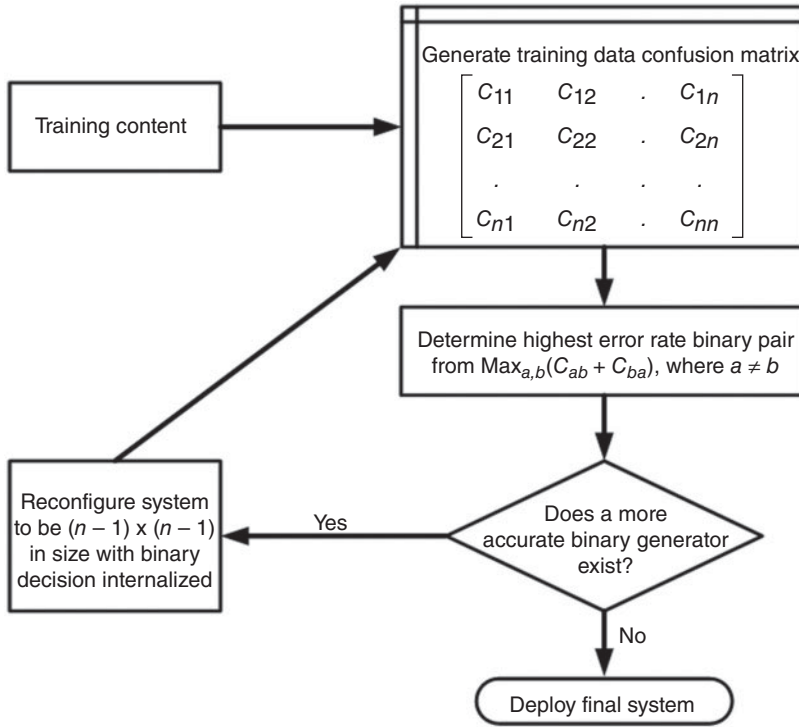 Generate training data confusion matrix
C11 C12 . C1n
C21 C22 . C2n
. . . .
Cn1 Cn2 . Cnn
Training content
Determine highest error rate binary pair
from Maxa,b(Cab + Cba), where a ≠ b
Reconfigure system
to be (n – 1) x (n – 1)
in size with binary
decision internalized
Yes
Does a more
accurate binary generator
exist?
No
Deploy final system